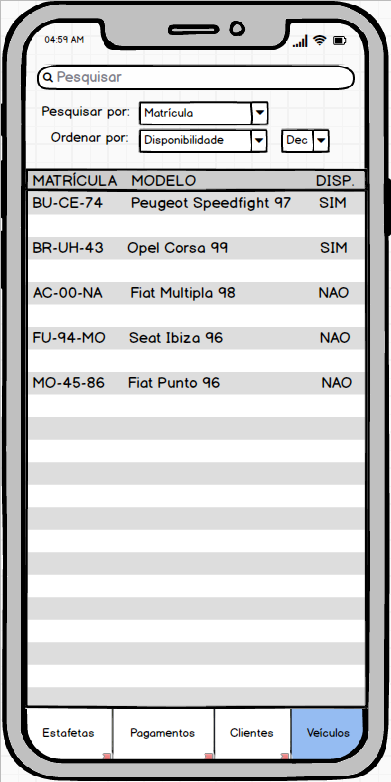 04:59 AM
Pesquisar
Pesquisar por: Matrícula
Ordenar por: Disponibilidade Dec
MATRÍCULA MODELO DISP.
BU-CE-74 Peugeot Speedfight 97 SIM
BR-UH-43 Opel Corsa 99 SIM
AC-00-NA Fiat Multipla 98 NAO
FU-94-MO Seat Ibiza 96 NAO
MO-45-86 Fiat Punto 96 NAO
Estafetas Pagamentos Clientes Veículos